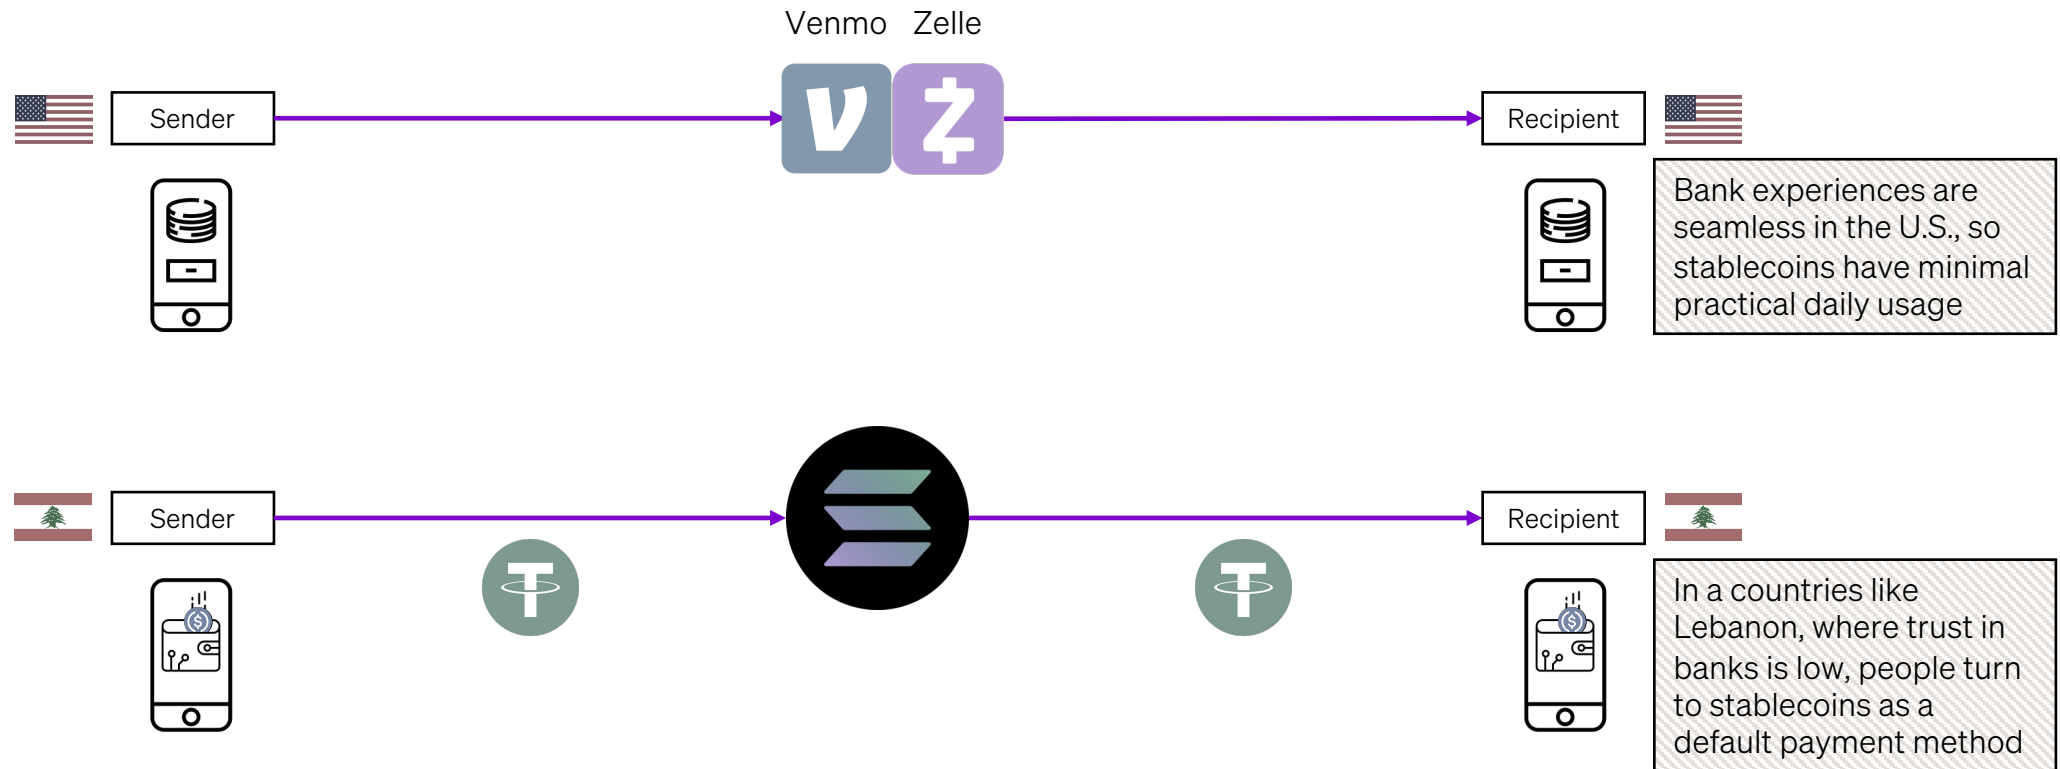 Venmo Zelle
Sender
Recipient
Bank experiences are
seamless in the U.S., so
stablecoins have minimal
practical daily usage
Sender
Recipient
In a countries like
Lebanon, where trust in
banks is low, people turn
to stablecoins as a
default payment method